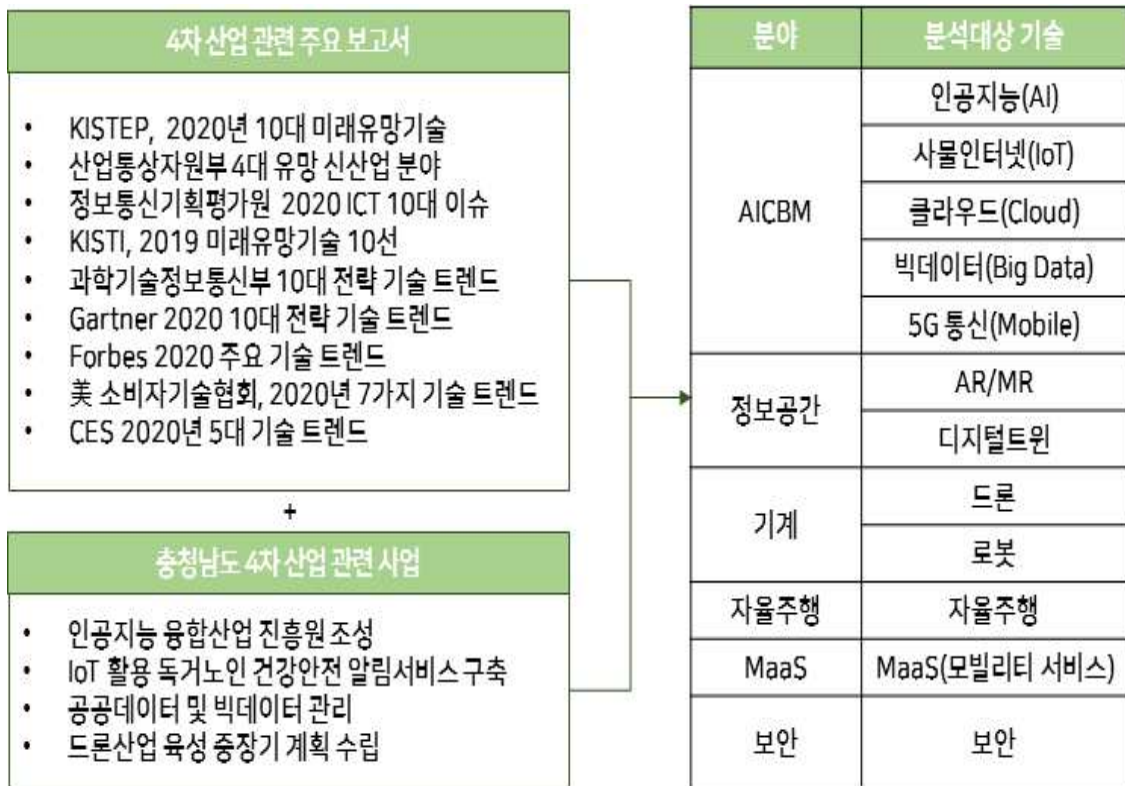 4차 산업 관련 주요 보고서
• KISTEP, 2020년 10대 미래유망기술
• 산업통상자원부 4대 유망 신산업 분야
• 정보통신기획평가원 2020 ICT 10대 이슈
• KISTI, 2019 미래유망기술 10선
• 과학기술정보통신부 10대 전략 기술 트렌드
• Gartner 2020 10대 전략 기술 트렌드
• Forbes 2020 주요 기술 트렌드
• 美 소비자기술협회, 2020년 7가지 기술 트렌드
• CES 2020년 5대 기술 트렌드
+
충청남도 4차 산업 관련 사업
• 인공지능 융합산업 진흥원 조성
• IoT 활용 독거노인 건강안전 알림서비스 구축
• 공공데이터 및 빅데이터 관리
• 드론산업 육성 중장기 계획 수립
분야 분석대상 기술
AICBM
인공지능(AI)
사물인터넷(IoT)
클라우드(Cloud)
빅데이터(Big Data)
5G 통신(Mobile)
정보공간
AR/MR
디지털트윈
기계
드론
로봇
자율주행 자율주행
MaaS MaaS(모빌리티 서비스)
보안 보안